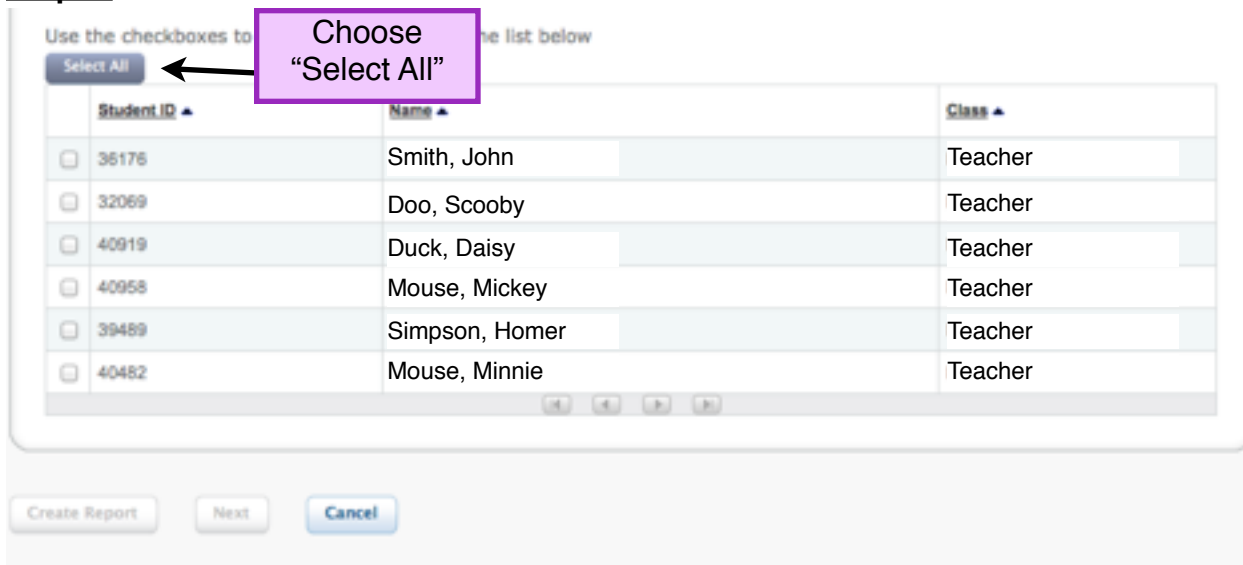 Use the checkboxes to
he list below
Choose
“Select All”
Select All
Student ID Name Class
36176 Smith, John Teacher
32069 Doo, Scooby Teacher
40919 Duck, Daisy Teacher
40958 Mouse, Mickey Teacher
39489 Simpson, Homer Teacher
40482 Mouse, Minnie Teacher
Create Report Next Cancel